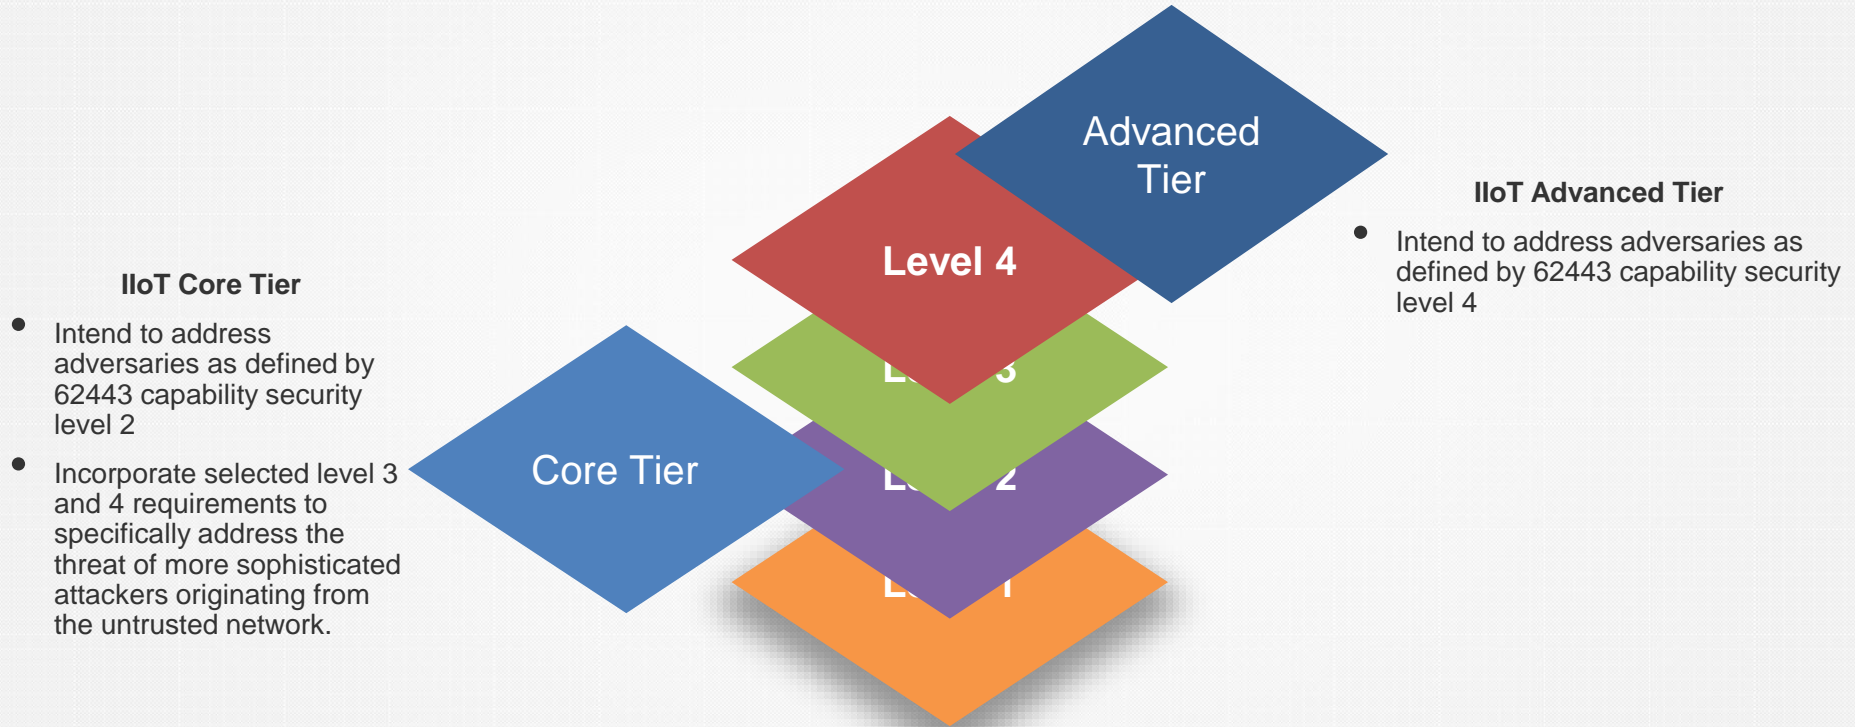 Advanced
Tier
Level 4
IIoT Advanced Tier
• Intend to address adversaries as
defined by 62443 capability security
level 4
IIoT Core Tier
• Intend to address
adversaries as defined by
62443 capability security
level 2
• Incorporate selected level 3
and 4 requirements to
specifically address the
threat of more sophisticated
attackers originating from
the untrusted network.
Core Tier
3
2
1